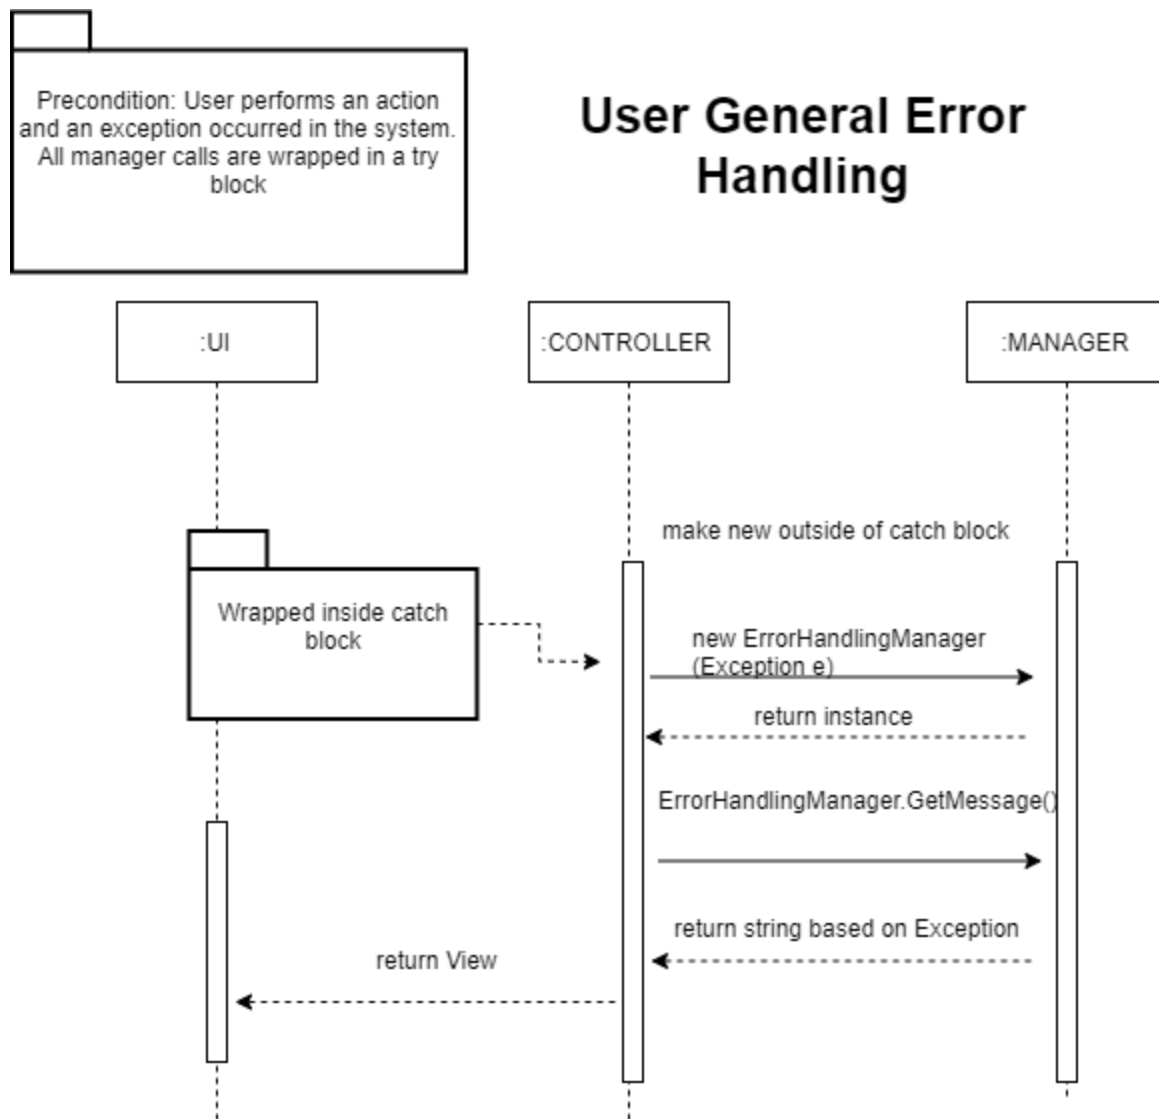 Precondition: User performs an action
and an exception occurred in the system.
All manager calls are wrapped in a try
block
User General Error
Handling
:UI
:CONTROLLER
:MANAGER
make new outside of catch block
Wrapped inside catch
block
new ErrorHandlingManager
(Exception e)
return instance
ErrorHandlingManager.GetMessage()
return string based on Exception
return View